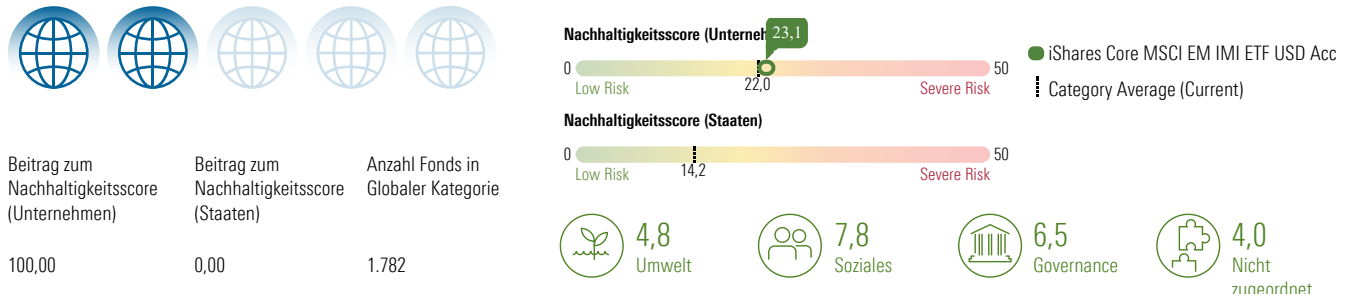 Beitrag zum
Nachhaltigkeitsscore
(Unternehmen)
100,00
Beitrag zum
Nachhaltigkeitsscore
(Staaten)
0,00
Anzahl Fonds in
Globaler Kategorie
1.782
Nachhaltigkeitsscore (Unterneh
23,1
0
50
Low Risk
22,0
Severe Risk
Nachhaltigkeitsscore (Staaten)
0
50
Low Risk
14,2
Severe Risk
iShares Core MSCI EM IMI ETF USD Acc
Category Average (Current)
4,8
Umwelt
7,8
Soziales
6,5
Governance
4,0
Nicht
zugeordnet